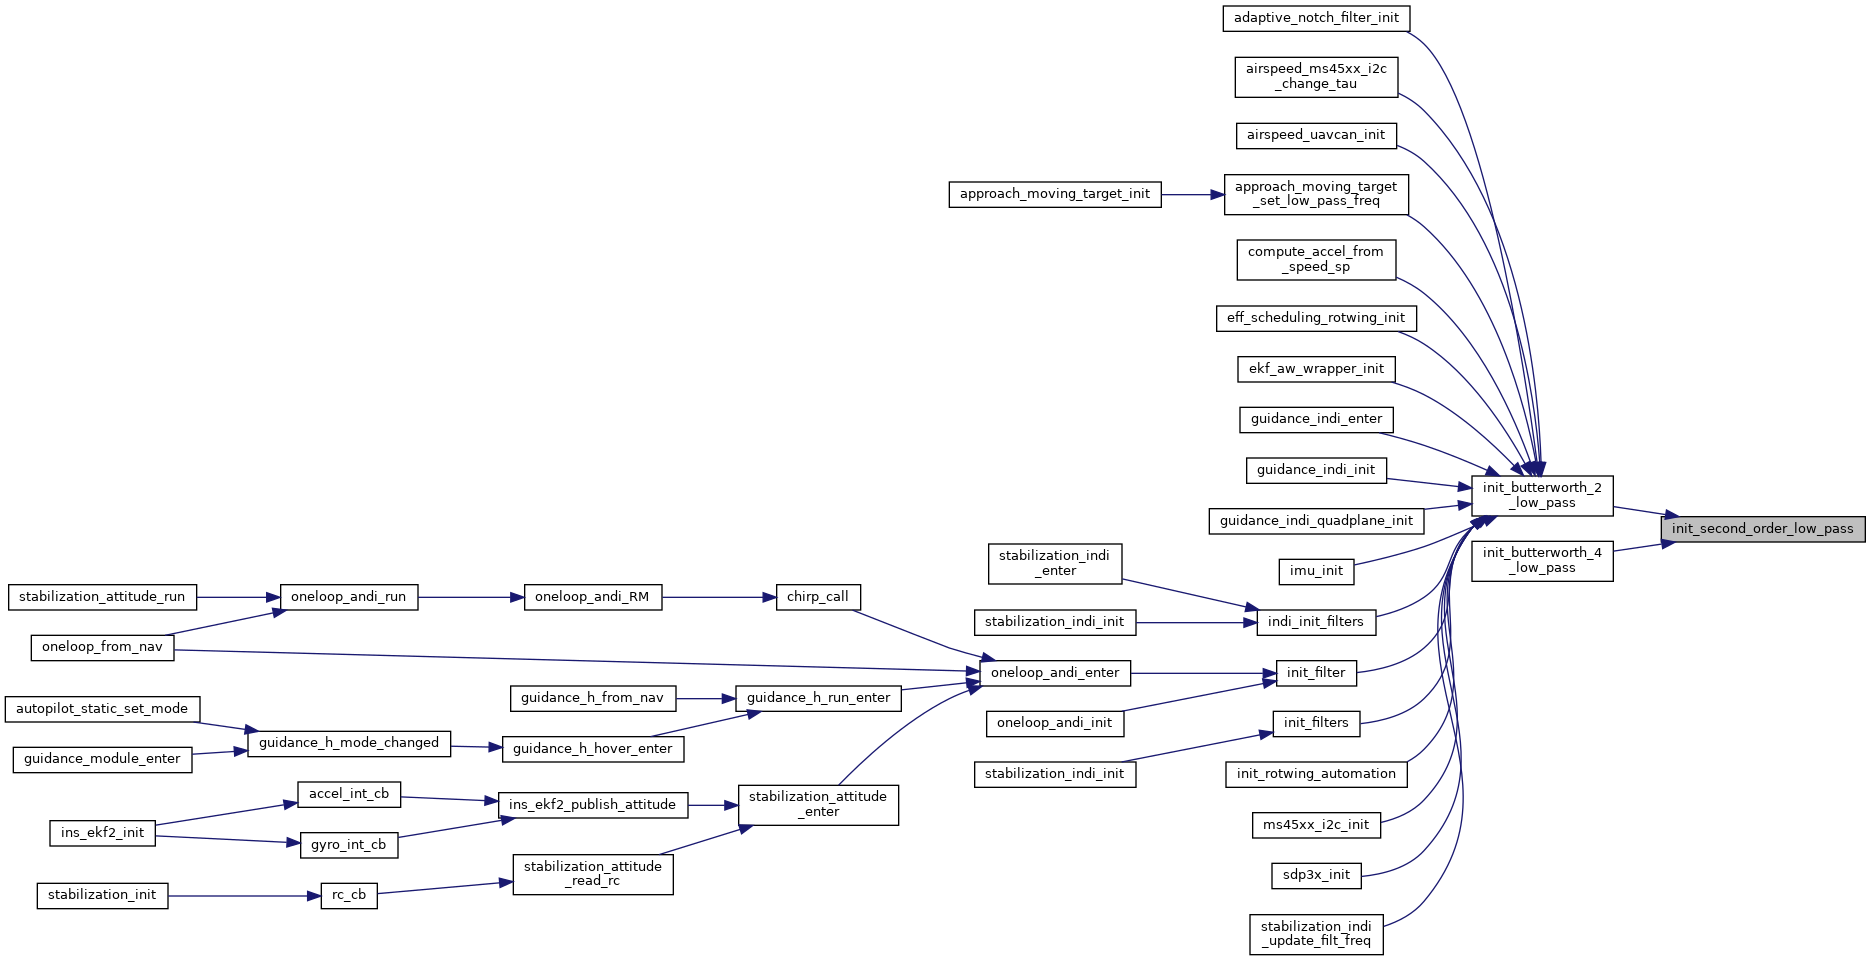 adaptive_notch_filter_init
airspeed_ms45xx_i2c
_change_tau
airspeed_uavcan_init
approach_moving_target_init
approach_moving_target
_set_low_pass_freq
compute_accel_from
_speed_sp
eff_scheduling_rotwing_init
ekf_aw_wrapper_init
guidance_indi_enter
guidance_indi_init
guidance_indi_quadplane_init
init_butterworth_2
_low_pass
init_second_order_low_pass
init_butterworth_4
_low_pass
imu_init
stabilization_indi
_enter
stabilization_indi_init
indi_init_filters
stabilization_attitude_run
oneloop_andi_run
oneloop_andi_RM
chirp_call
oneloop_from_nav
oneloop_andi_enter
init_filter
oneloop_andi_init
guidance_h_from_nav
guidance_h_run_enter
autopilot_static_set_mode
guidance_module_enter
guidance_h_mode_changed
guidance_h_hover_enter
init_filters
stabilization_indi_init
init_rotwing_automation
accel_int_cb
ins_ekf2_init
gyro_int_cb
ins_ekf2_publish_attitude
stabilization_attitude
_enter
ms45xx_i2c_init
stabilization_attitude
_read_rc
stabilization_init
rc_cb
sdp3x_init
stabilization_indi
_update_filt_freq